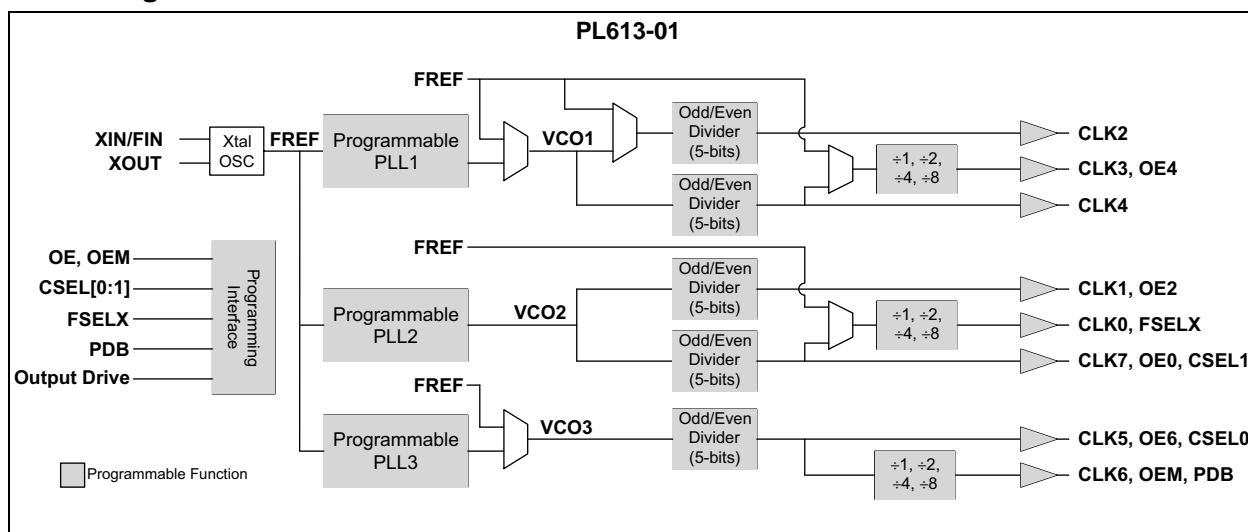 PL613-01
FREF
XIN/FIN
XOUT
Xtal
OSC
FREF
Programmable
PLL1
VCO1
Odd/Even
Divider
(5-bits)
CLK2
÷1, ÷2,
÷4, ÷8
CLK3, OE4
Odd/Even
Divider
(5-bits)
CLK4
OE, OEM
CSEL[0:1]
FSELX
PDB
Output Drive
Programming
Interface
FREF
Programmable
PLL2
VCO2
Odd/Even
Divider
(5-bits)
CLK1, OE2
÷1, ÷2,
÷4, ÷8
CLK0, FSELX
Odd/Even
Divider
(5-bits)
CLK7, OE0, CSEL1
FREF
Programmable
PLL3
VCO3
Odd/Even
Divider
(5-bits)
CLK5, OE6, CSEL0
÷1, ÷2,
÷4, ÷8
CLK6, OEM, PDB
Programmable Function